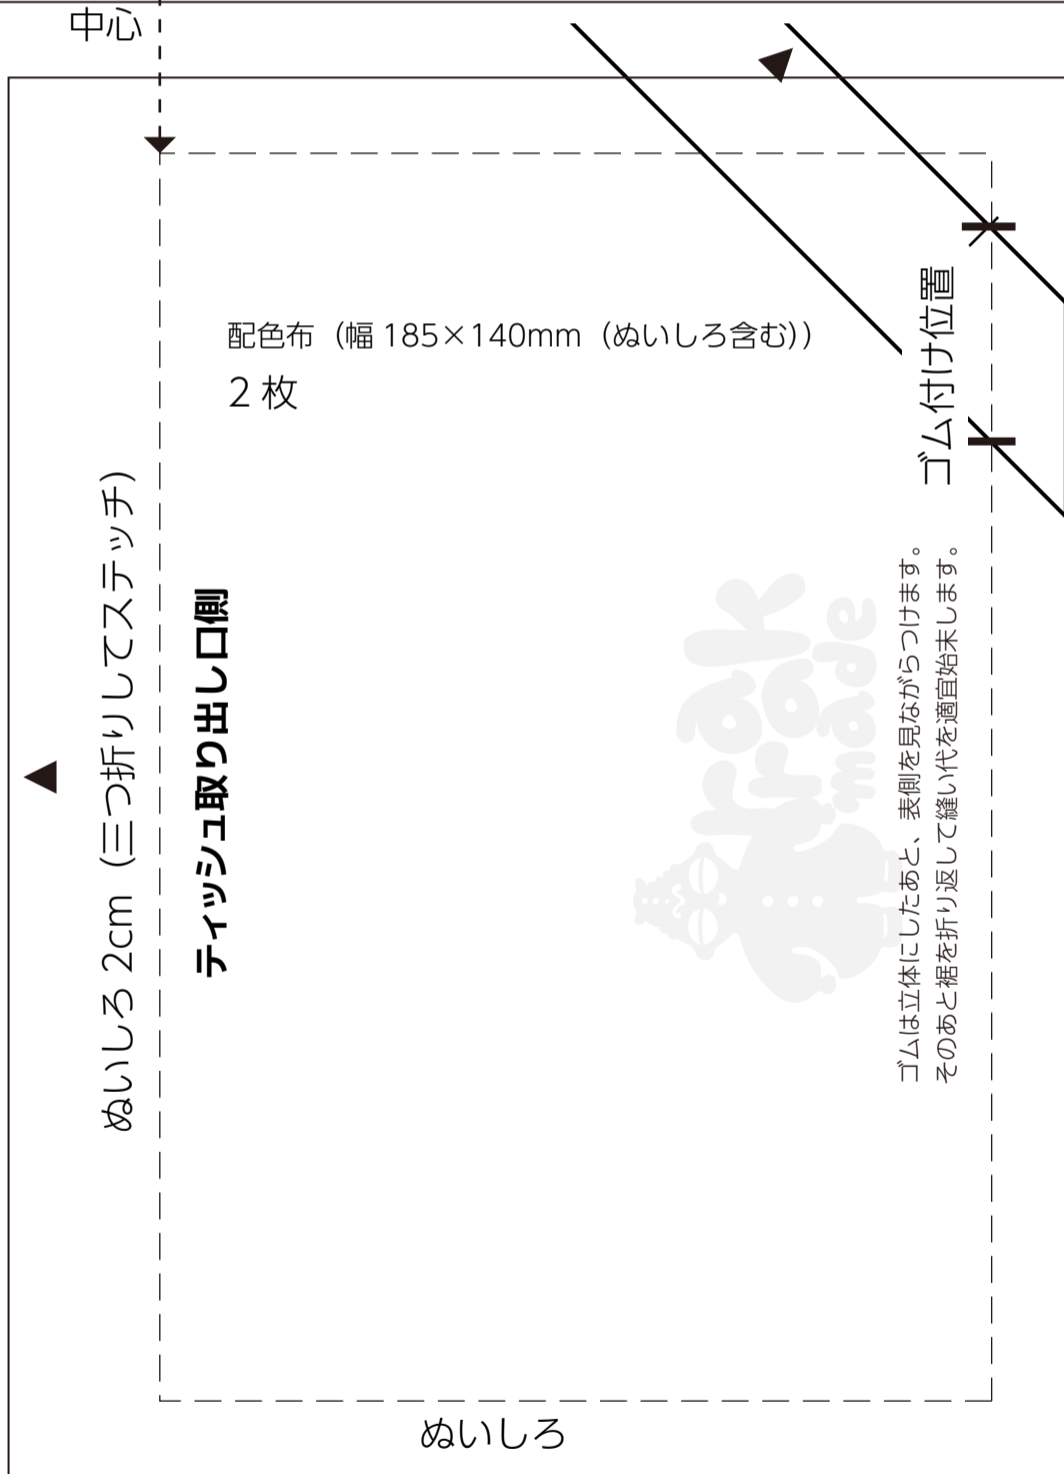 中心
配色布（幅 185×140mm（ぬいしろ含む））
2 枚
ゴム付け位置
ぬいしろ 2cm（三つ折りしてステッチ）
ティッシュ取り出し口側
rrakrak
made
ゴムは立体にしたあと、表側を見ながらつけます。
そのあと裾を折り返して縫い代を適宜始末します。
ぬいしろ